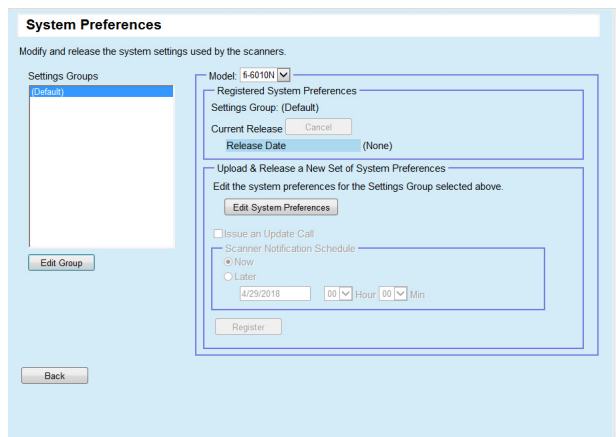 System Preferences
Modify and release the system settings used by the scanners.
Settings Groups
(Default)
Edit Group
Model: fi-6010N
Registered System Preferences
Settings Group: (Default)
Current Release Cancel
Release Date (None)
Upload & Release a New Set of System Preferences
Edit the system preferences for the Settings Group selected above.
Edit System Preferences
Issue an Update Call
Scanner Notification Schedule
Now
Later
4/29/2018 00 Hour 00 Min
Register
Back